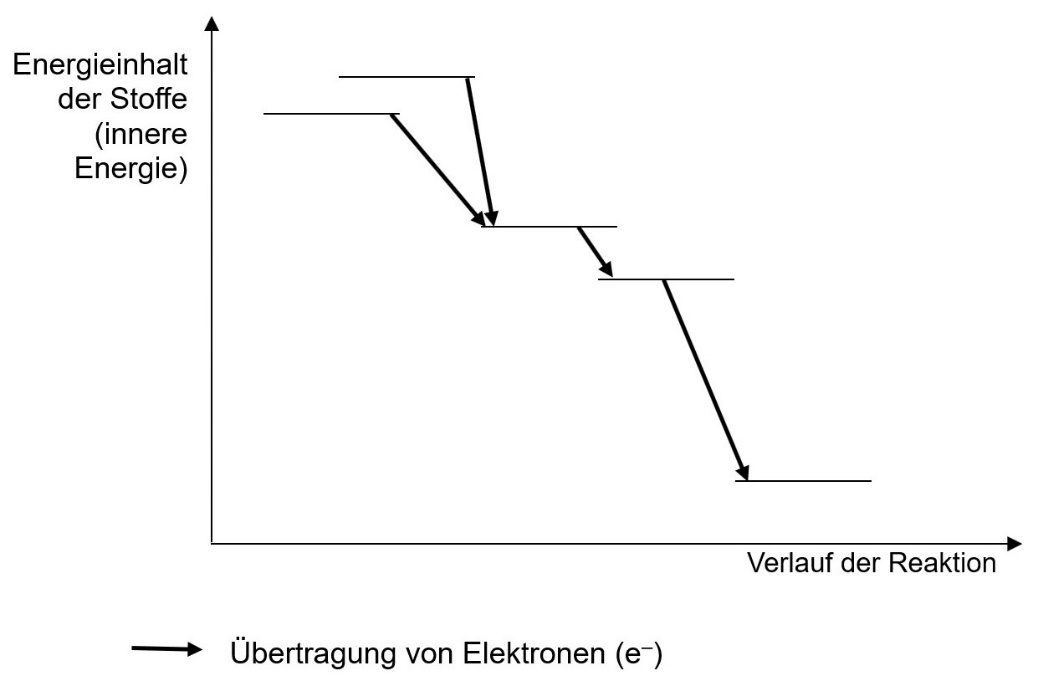 Energieinhalt
der Stoffe
(innere
Energie)
Verlauf der Reaktion
Übertragung von Elektronen (e⁻)